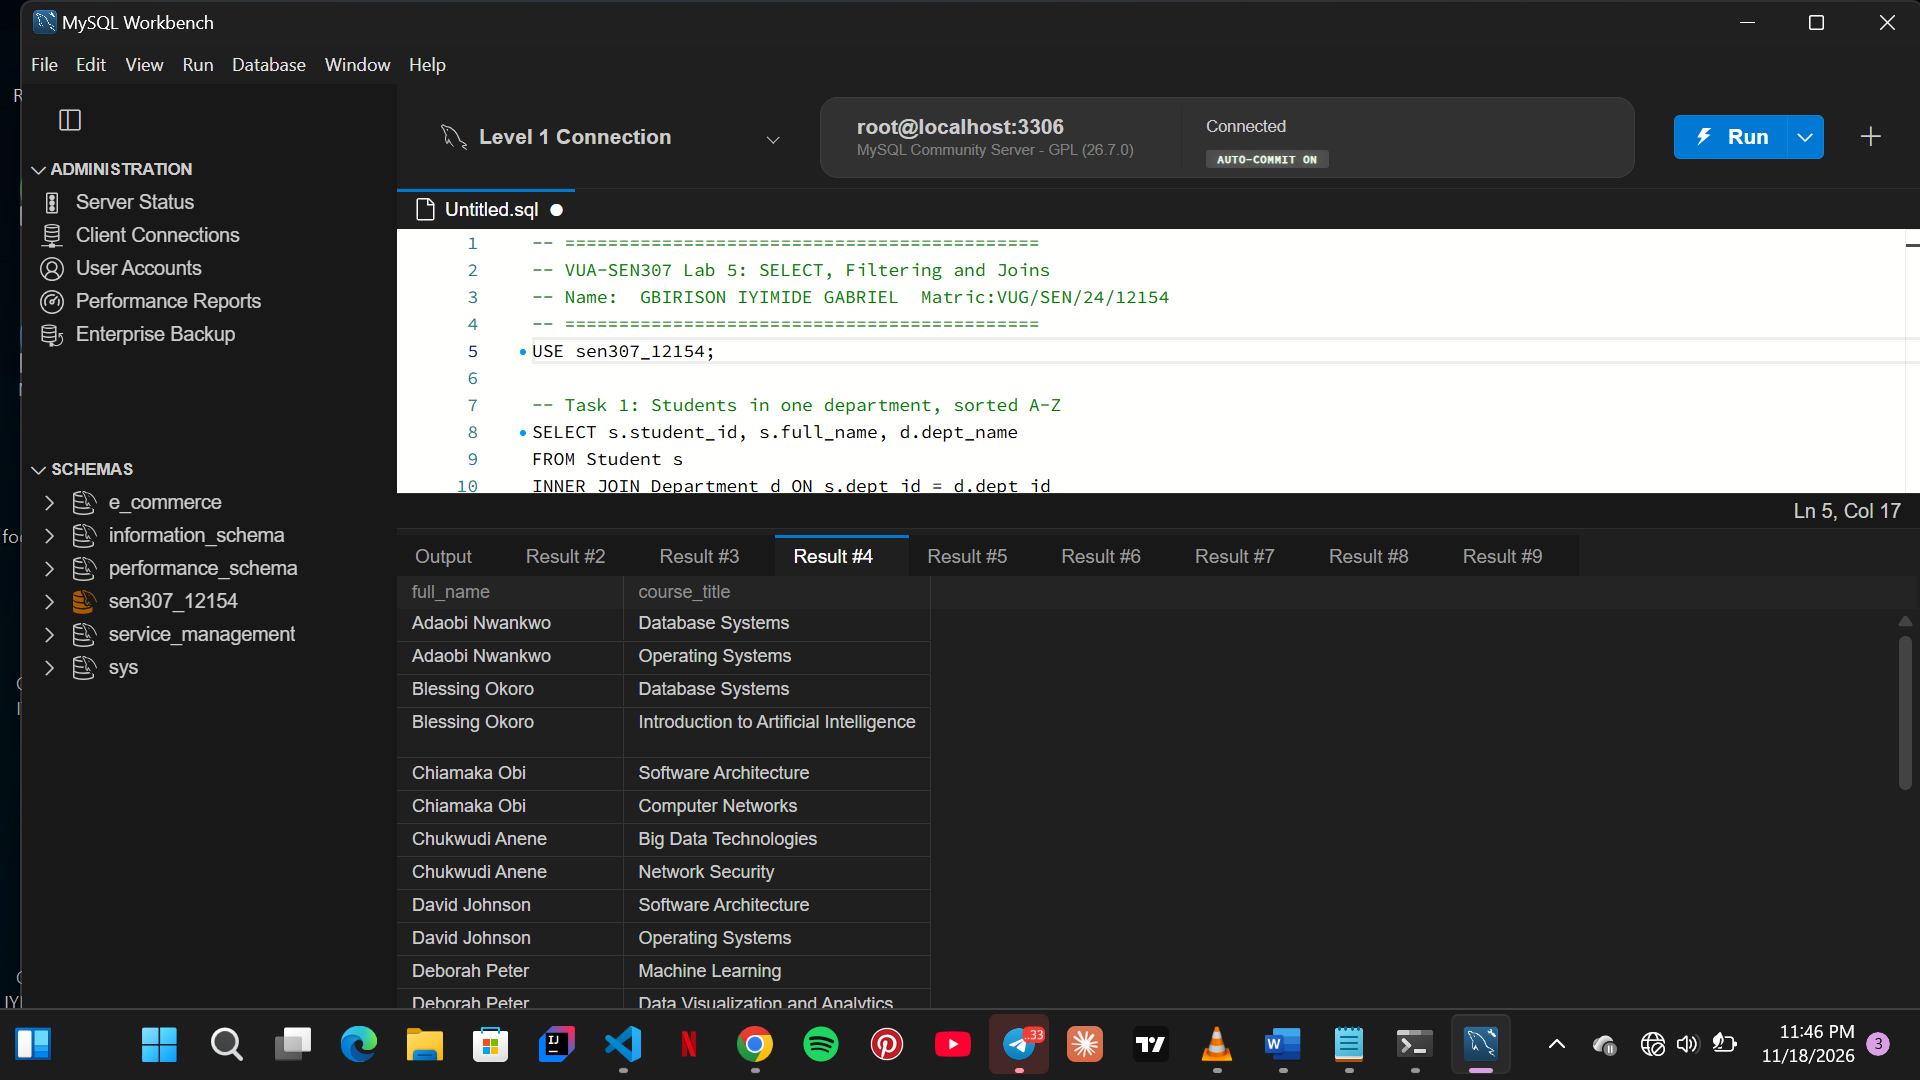 MySQL Workbench
File Edit View Run Database Window Help
Level 1 Connection
root@localhost:3306
MySQL Community Server - GPL (26.7.0)
Connected
AUTO-COMMIT ON
Run
ADMINISTRATION
Server Status
Client Connections
User Accounts
Performance Reports
Enterprise Backup
SCHEMAS
e_commerce
information_schema
performance_schema
sen307_12154
service_management
sys
Untitled.sql
1 -- ============================================
2 -- VUA-SEN307 Lab 5: SELECT, Filtering and Joins
3 -- Name: GBIRISON IYIMIDE GABRIEL Matric:VUG/SEN/24/12154
4 -- ============================================
5 USE sen307_12154;
6
7 -- Task 1: Students in one department, sorted A-Z
8 SELECT s.student_id, s.full_name, d.dept_name
9 FROM Student s
10 INNER JOIN Department d ON s.dept_id = d.dept_id
Ln 5, Col 17
Output Result #2 Result #3 Result #4 Result #5 Result #6 Result #7 Result #8 Result #9
full_name course_title
Adaobi Nwankwo Database Systems
Adaobi Nwankwo Operating Systems
Blessing Okoro Database Systems
Blessing Okoro Introduction to Artificial Intelligence
Chiamaka Obi Software Architecture
Chiamaka Obi Computer Networks
Chukwudi Anene Big Data Technologies
Chukwudi Anene Network Security
David Johnson Software Architecture
David Johnson Operating Systems
Deborah Peter Machine Learning
Deborah Peter Data Visualization and Analytics
33
11:46 PM
11/18/2026
3